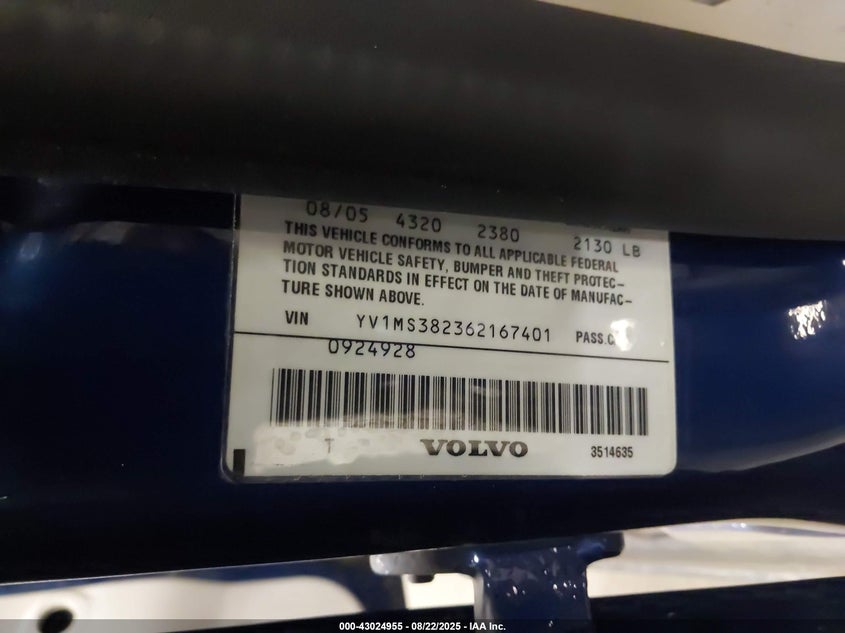 08/05 4320 2380 2130 LB
THIS VEHICLE CONFORMS TO ALL APPLICABLE FEDERAL
MOTOR VEHICLE SAFETY, BUMPER AND THEFT PROTEC-
TION STANDARDS IN EFFECT ON THE DATE OF MANUFAC-
TURE SHOWN ABOVE.
VIN YV1MS382362167401 PASS.C
0924928
T VOLVO 3514635
000-43024955 - 08/22/2025 - IAA Inc.